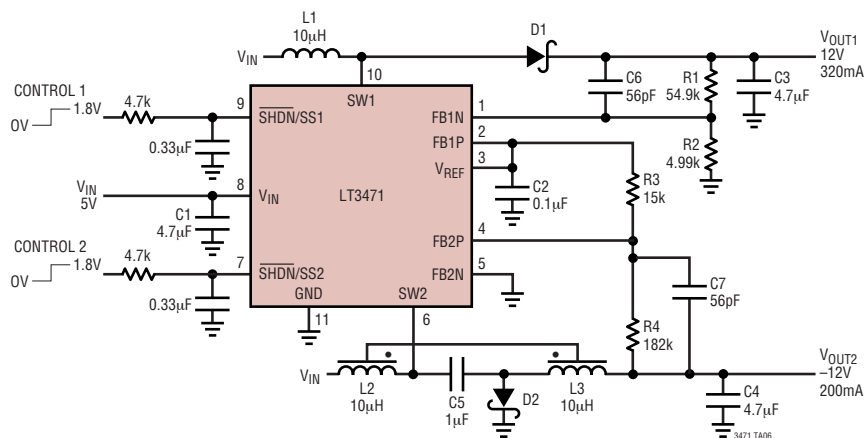 L1
10µH
D1
VIN
VOUT1
12V
320mA
10
SW1
C6
56pF
R1
54.9k
C3
4.7µF
CONTROL 1
0V
1.8V
4.7k
9
SHDN/SS1
FB1N
1
FB1P
2
0.33µF
VREF
3
R2
4.99k
VIN
5V
8
VIN
LT3471
C2
0.1µF
R3
15k
C1
4.7µF
CONTROL 2
0V
1.8V
4.7k
7
SHDN/SS2
FB2P
4
FB2N
5
C7
56pF
0.33µF
GND
11
SW2
6
R4
182k
VIN
L2
10µH
C5
1µF
D2
L3
10µH
VOUT2
–12V
200mA
C4
4.7µF
3471 TA06